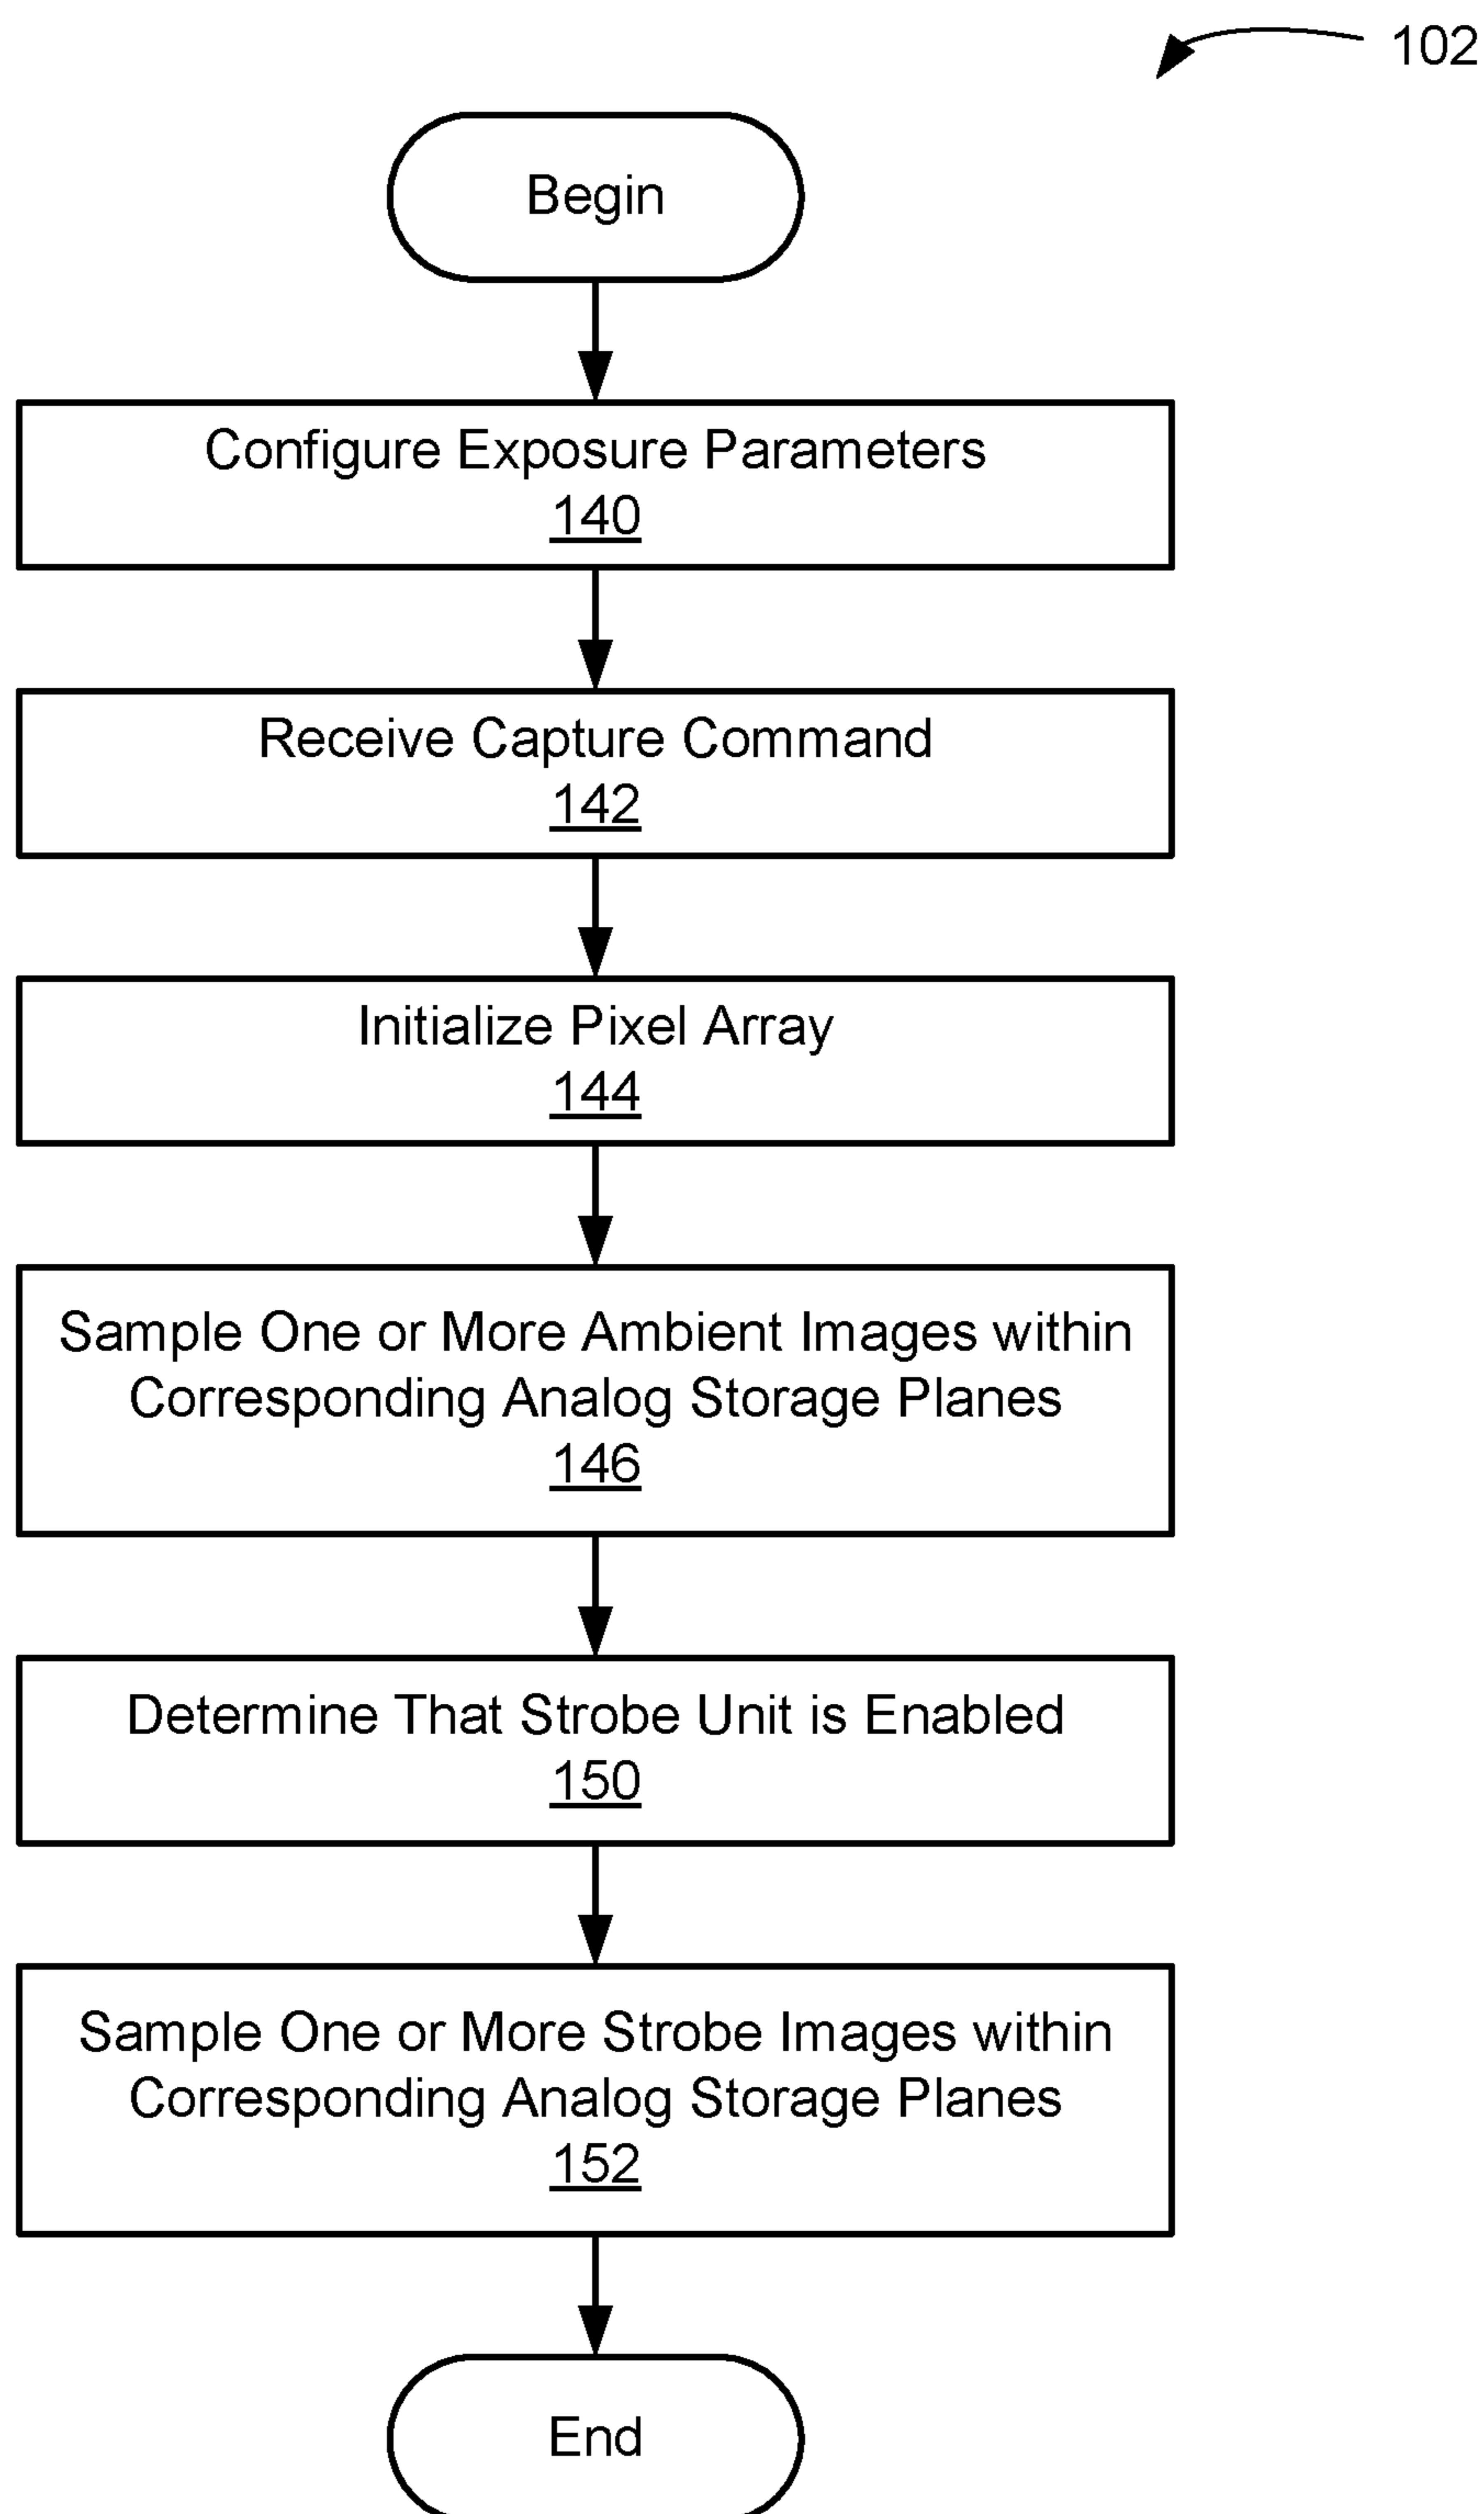 102
Begin
Configure Exposure Parameters
140
Receive Capture Command
142
Initialize Pixel Array
144
Sample One or More Ambient Images within
Corresponding Analog Storage Planes
146
Determine That Strobe Unit is Enabled
150
Sample One or More Strobe Images within
Corresponding Analog Storage Planes
152
End